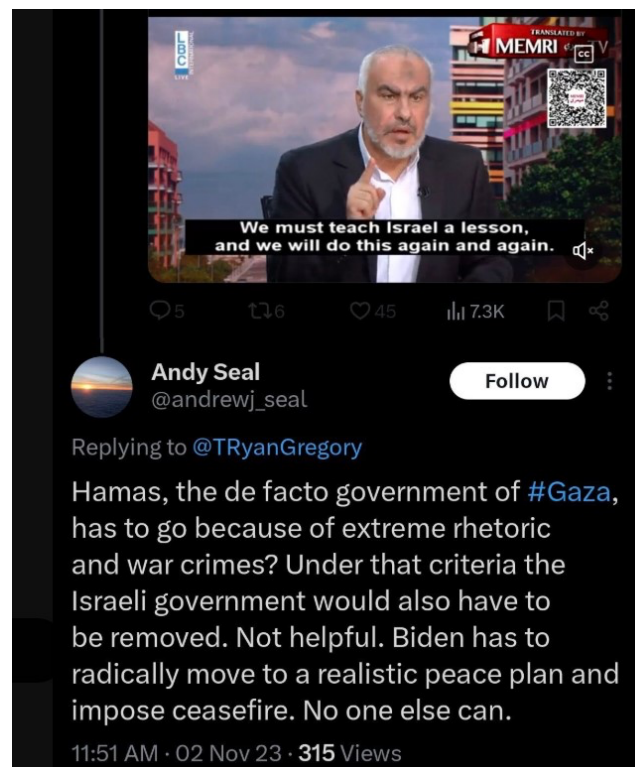 LBC
INTERNATIONAL
LIVE
TRANSLATED BY
MEMRI TV
CC
We must teach Israel a lesson,
and we will do this again and again.
5 6 45 7.3K
Andy Seal
@andrewj_seal
Follow
Replying to @TRyanGregory
Hamas, the de facto government of #Gaza,
has to go because of extreme rhetoric
and war crimes? Under that criteria the
Israeli government would also have to
be removed. Not helpful. Biden has to
radically move to a realistic peace plan and
impose ceasefire. No one else can.
11:51 AM · 02 Nov 23 · 315 Views